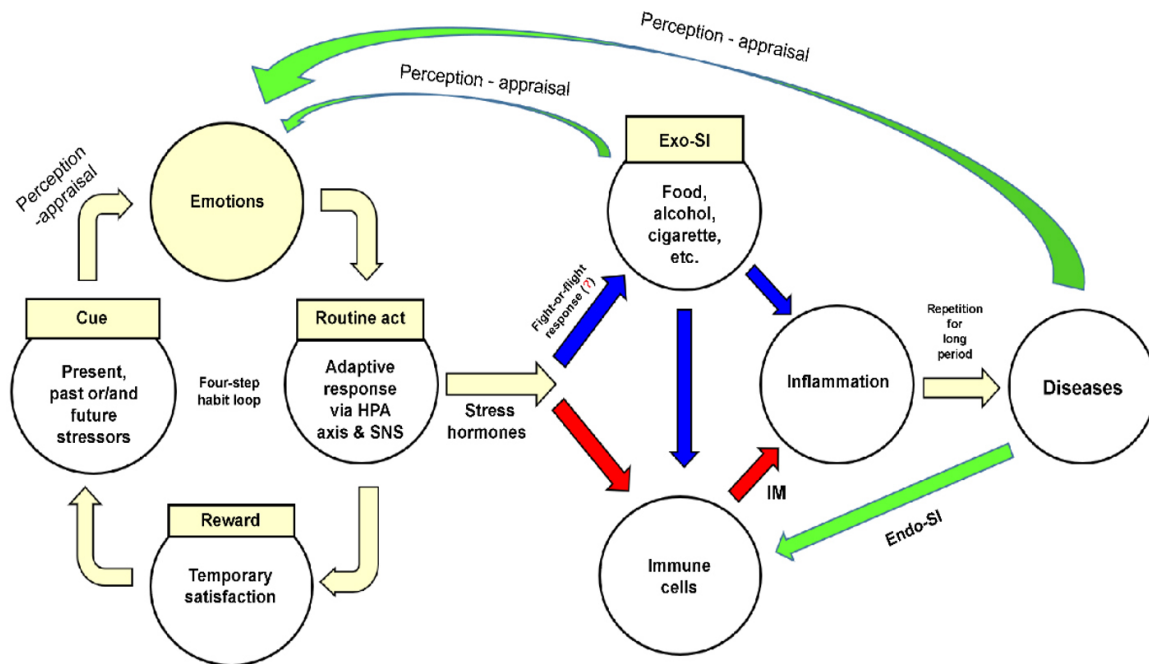 Perception - appraisal
Perception - appraisal
Perception
-appraisal
Emotions
Exo-SI
Food,
alcohol,
cigarette,
etc.
Cue
Present,
past or/and
future
stressors
Four-step
habit loop
Routine act
Adaptive
response
via HPA
axis & SNS
Stress
hormones
Fight-or-flight
response (?)
Inflammation
Repetition
for
long
period
Diseases
Reward
Temporary
satisfaction
IM
Immune
cells
Endo-SI